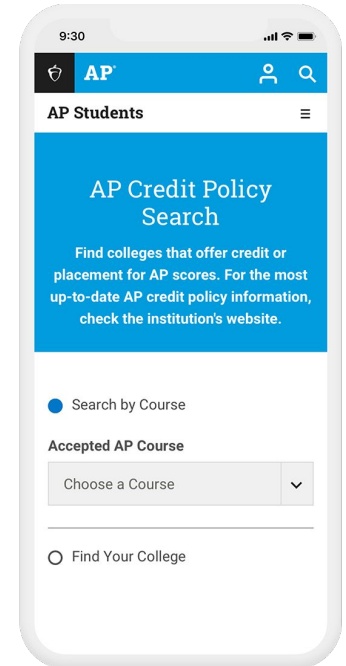 9:30
AP®
AP Students
AP Credit Policy
Search
Find colleges that offer credit or
placement for AP scores. For the most
up-to-date AP credit policy information,
check the institution's website.
Search by Course
Accepted AP Course
Choose a Course
Find Your College